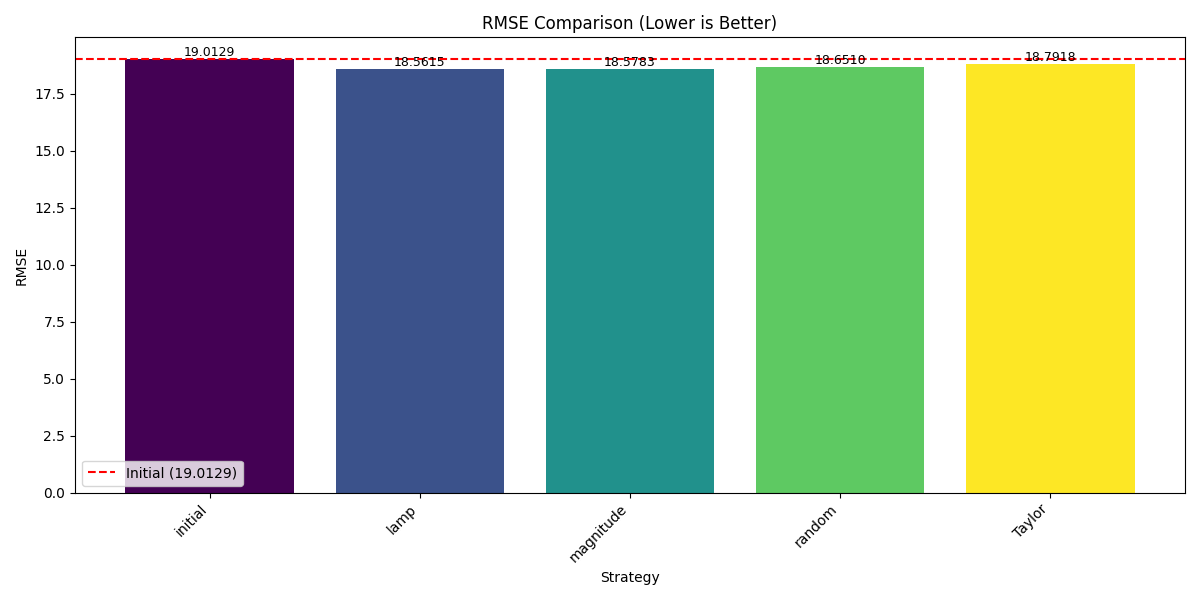 RMSE Comparison (Lower is Better)
19.0129
18.5615
18.5783
18.6510
18.7918
17.5
15.0
12.5
10.0
7.5
5.0
2.5
0.0
RMSE
Initial (19.0129)
initial
lamp
magnitude
random
Taylor
Strategy